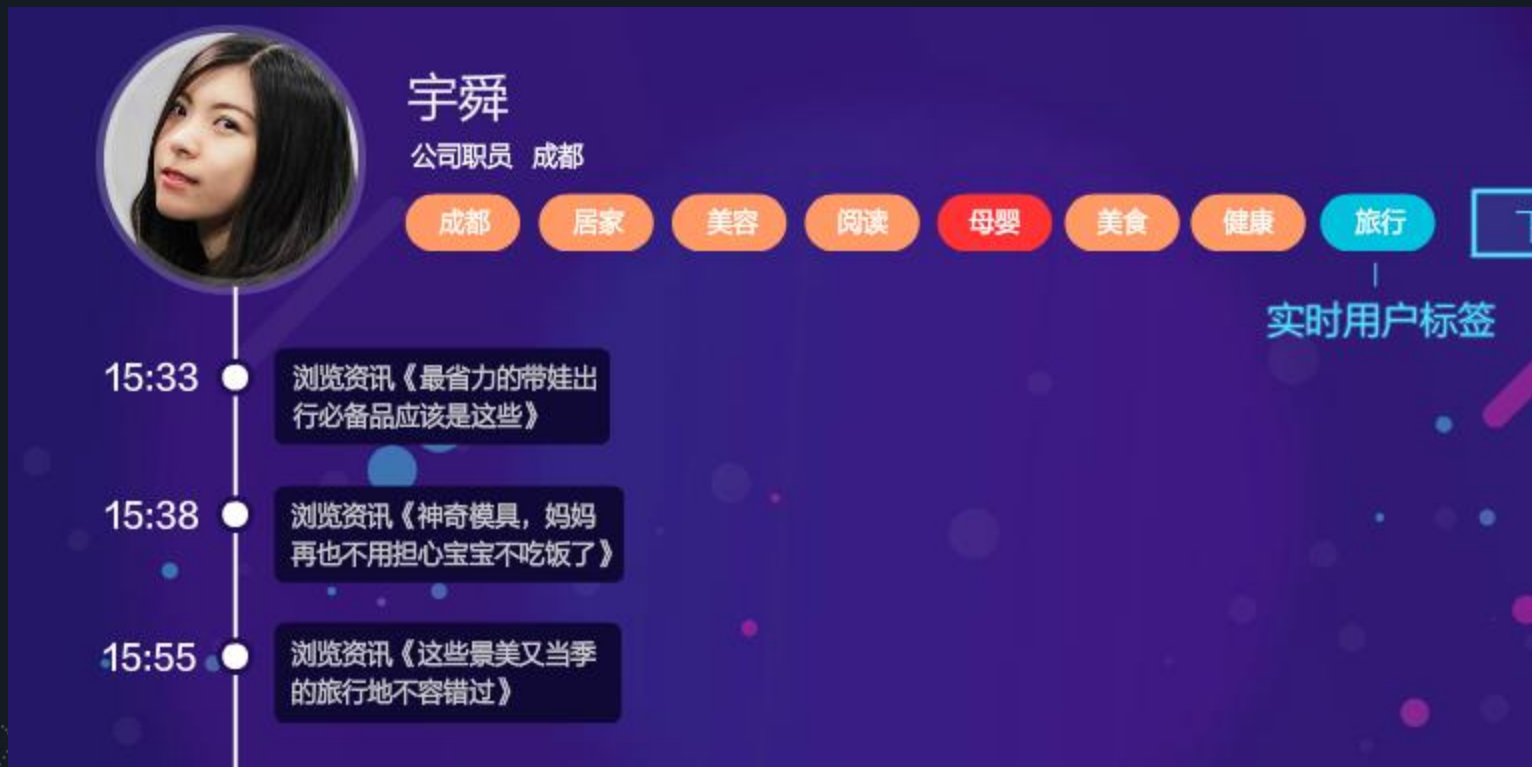 宇舜
公司职员 成都
成都 居家 美容 阅读 母婴 美食 健康 旅行
实时用户标签
15:33 浏览资讯《最省力的带娃出
行必备品应该是这些》
15:38 浏览资讯《神奇模具，妈妈
再也不用担心宝宝不吃饭了》
15:55 浏览资讯《这些景美又当季
的旅行地不容错过》